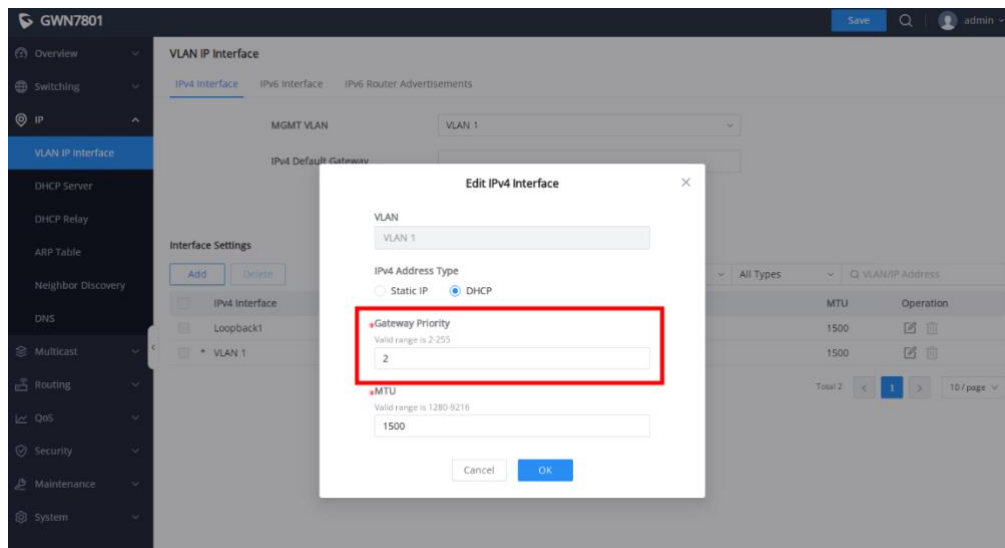 GWN7801
Save
admin
Overview
Switching
IP
VLAN IP Interface
DHCP Server
DHCP Relay
ARP Table
Neighbor Discovery
DNS
Multicast
Routing
QoS
Security
Maintenance
System
VLAN IP Interface
IPv4 Interface IPv6 Interface IPv6 Router Advertisements
MGMT VLAN VLAN 1
IPv4 Default Gateway
Interface Settings
Add Delete All Types VLAN/IP Address
IPv4 Interface MTU Operation
Loopback1 1500
* VLAN 1 1500
Total 2 < 1 > 10 / page
Edit IPv4 Interface
VLAN
VLAN 1
IPv4 Address Type
Static IP DHCP
*Gateway Priority
Valid range is 2-255
2
*MTU
Valid range is 1280-9216
1500
Cancel OK